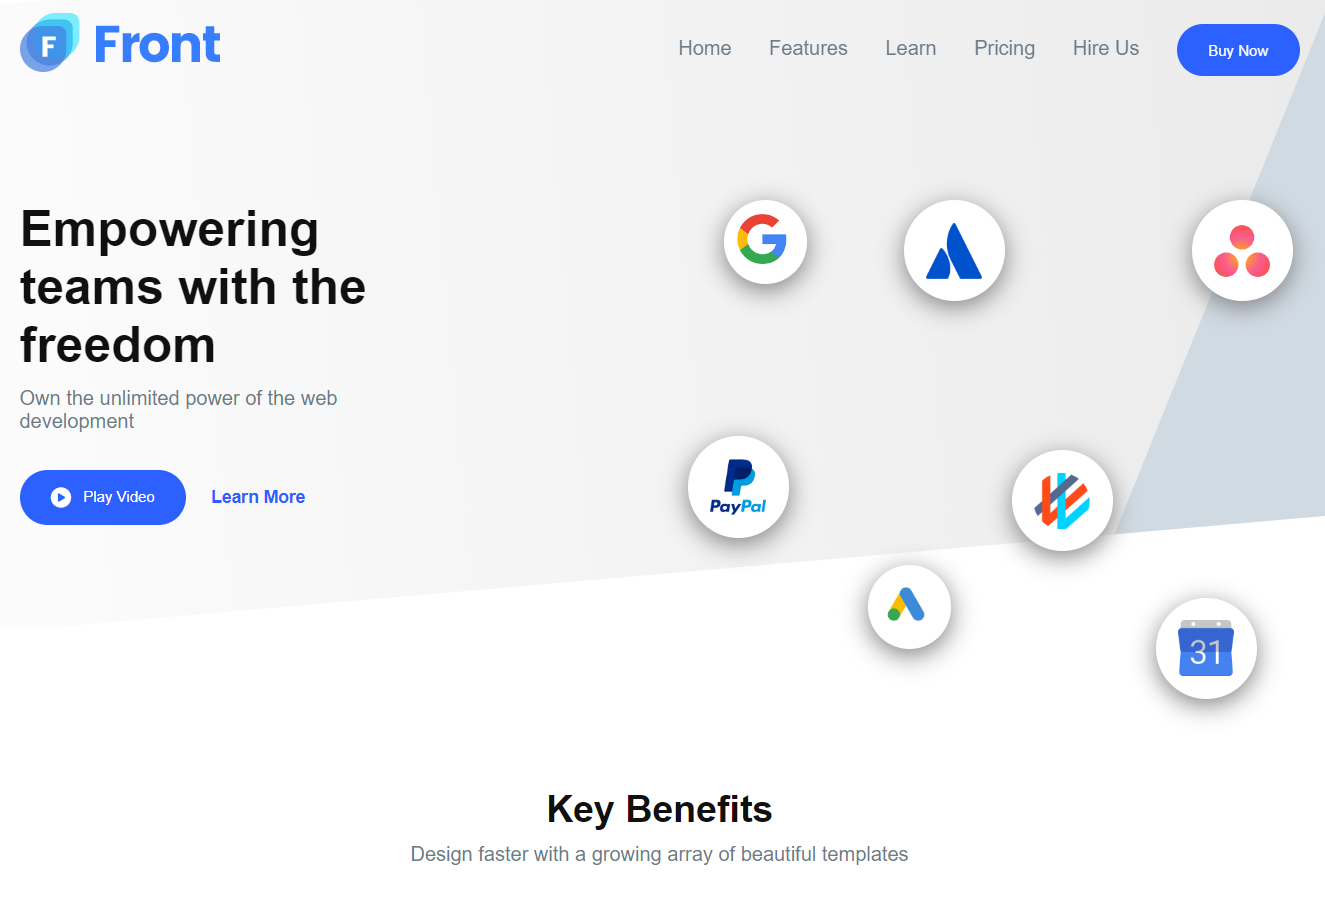 F Front
Home Features Learn Pricing Hire Us Buy Now
Empowering
teams with the
freedom
Own the unlimited power of the web
development
Play Video Learn More
PayPal
31
Key Benefits
Design faster with a growing array of beautiful templates